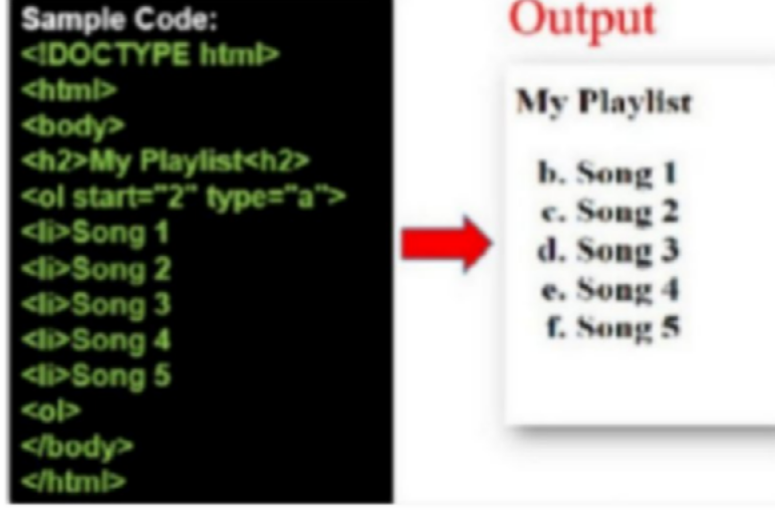 Sample Code:
<!DOCTYPE html>
<html>
<body>
<h2>My Playlist<h2>
<ol start="2" type="a">
<li>Song 1
<li>Song 2
<li>Song 3
<li>Song 4
<li>Song 5
<ol>
</body>
</html>
Output
My Playlist
b. Song 1
c. Song 2
d. Song 3
e. Song 4
f. Song 5